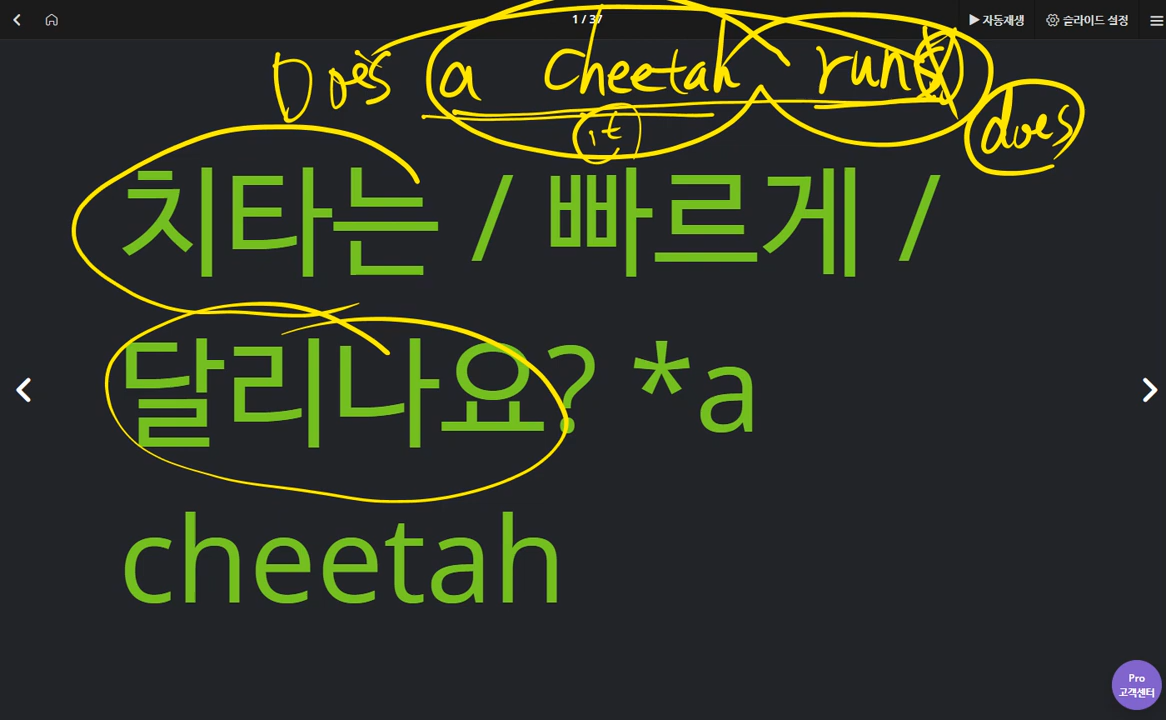 1 / 37
자동재생
슬라이드 설정
Does a cheetah runs
it
does
치타는 / 빠르게 /
달리나요? *a
cheetah
Pro
고객센터